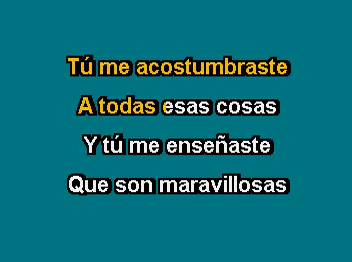 Tú me acostumbraste
A todas esas cosas
Y tú me enseñaste
Que son maravillosas